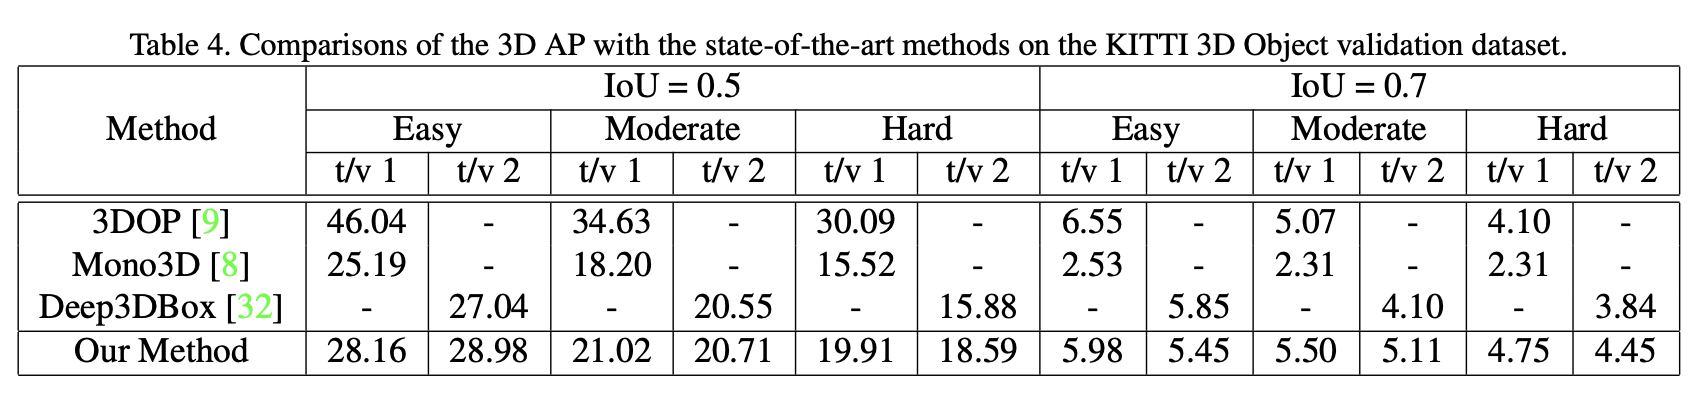 Table 4. Comparisons of the 3D AP with the state-of-the-art methods on the KITTI 3D Object validation dataset.
Method IoU = 0.5 IoU = 0.7
Easy Moderate Hard Easy Moderate Hard
t/v 1 t/v 2 t/v 1 t/v 2 t/v 1 t/v 2 t/v 1 t/v 2 t/v 1 t/v 2 t/v 1 t/v 2
3DOP [9] 46.04 - 34.63 - 30.09 - 6.55 - 5.07 - 4.10 -
Mono3D [8] 25.19 - 18.20 - 15.52 - 2.53 - 2.31 - 2.31 -
Deep3DBox [32] - 27.04 - 20.55 - 15.88 - 5.85 - 4.10 - 3.84
Our Method 28.16 28.98 21.02 20.71 19.91 18.59 5.98 5.45 5.50 5.11 4.75 4.45